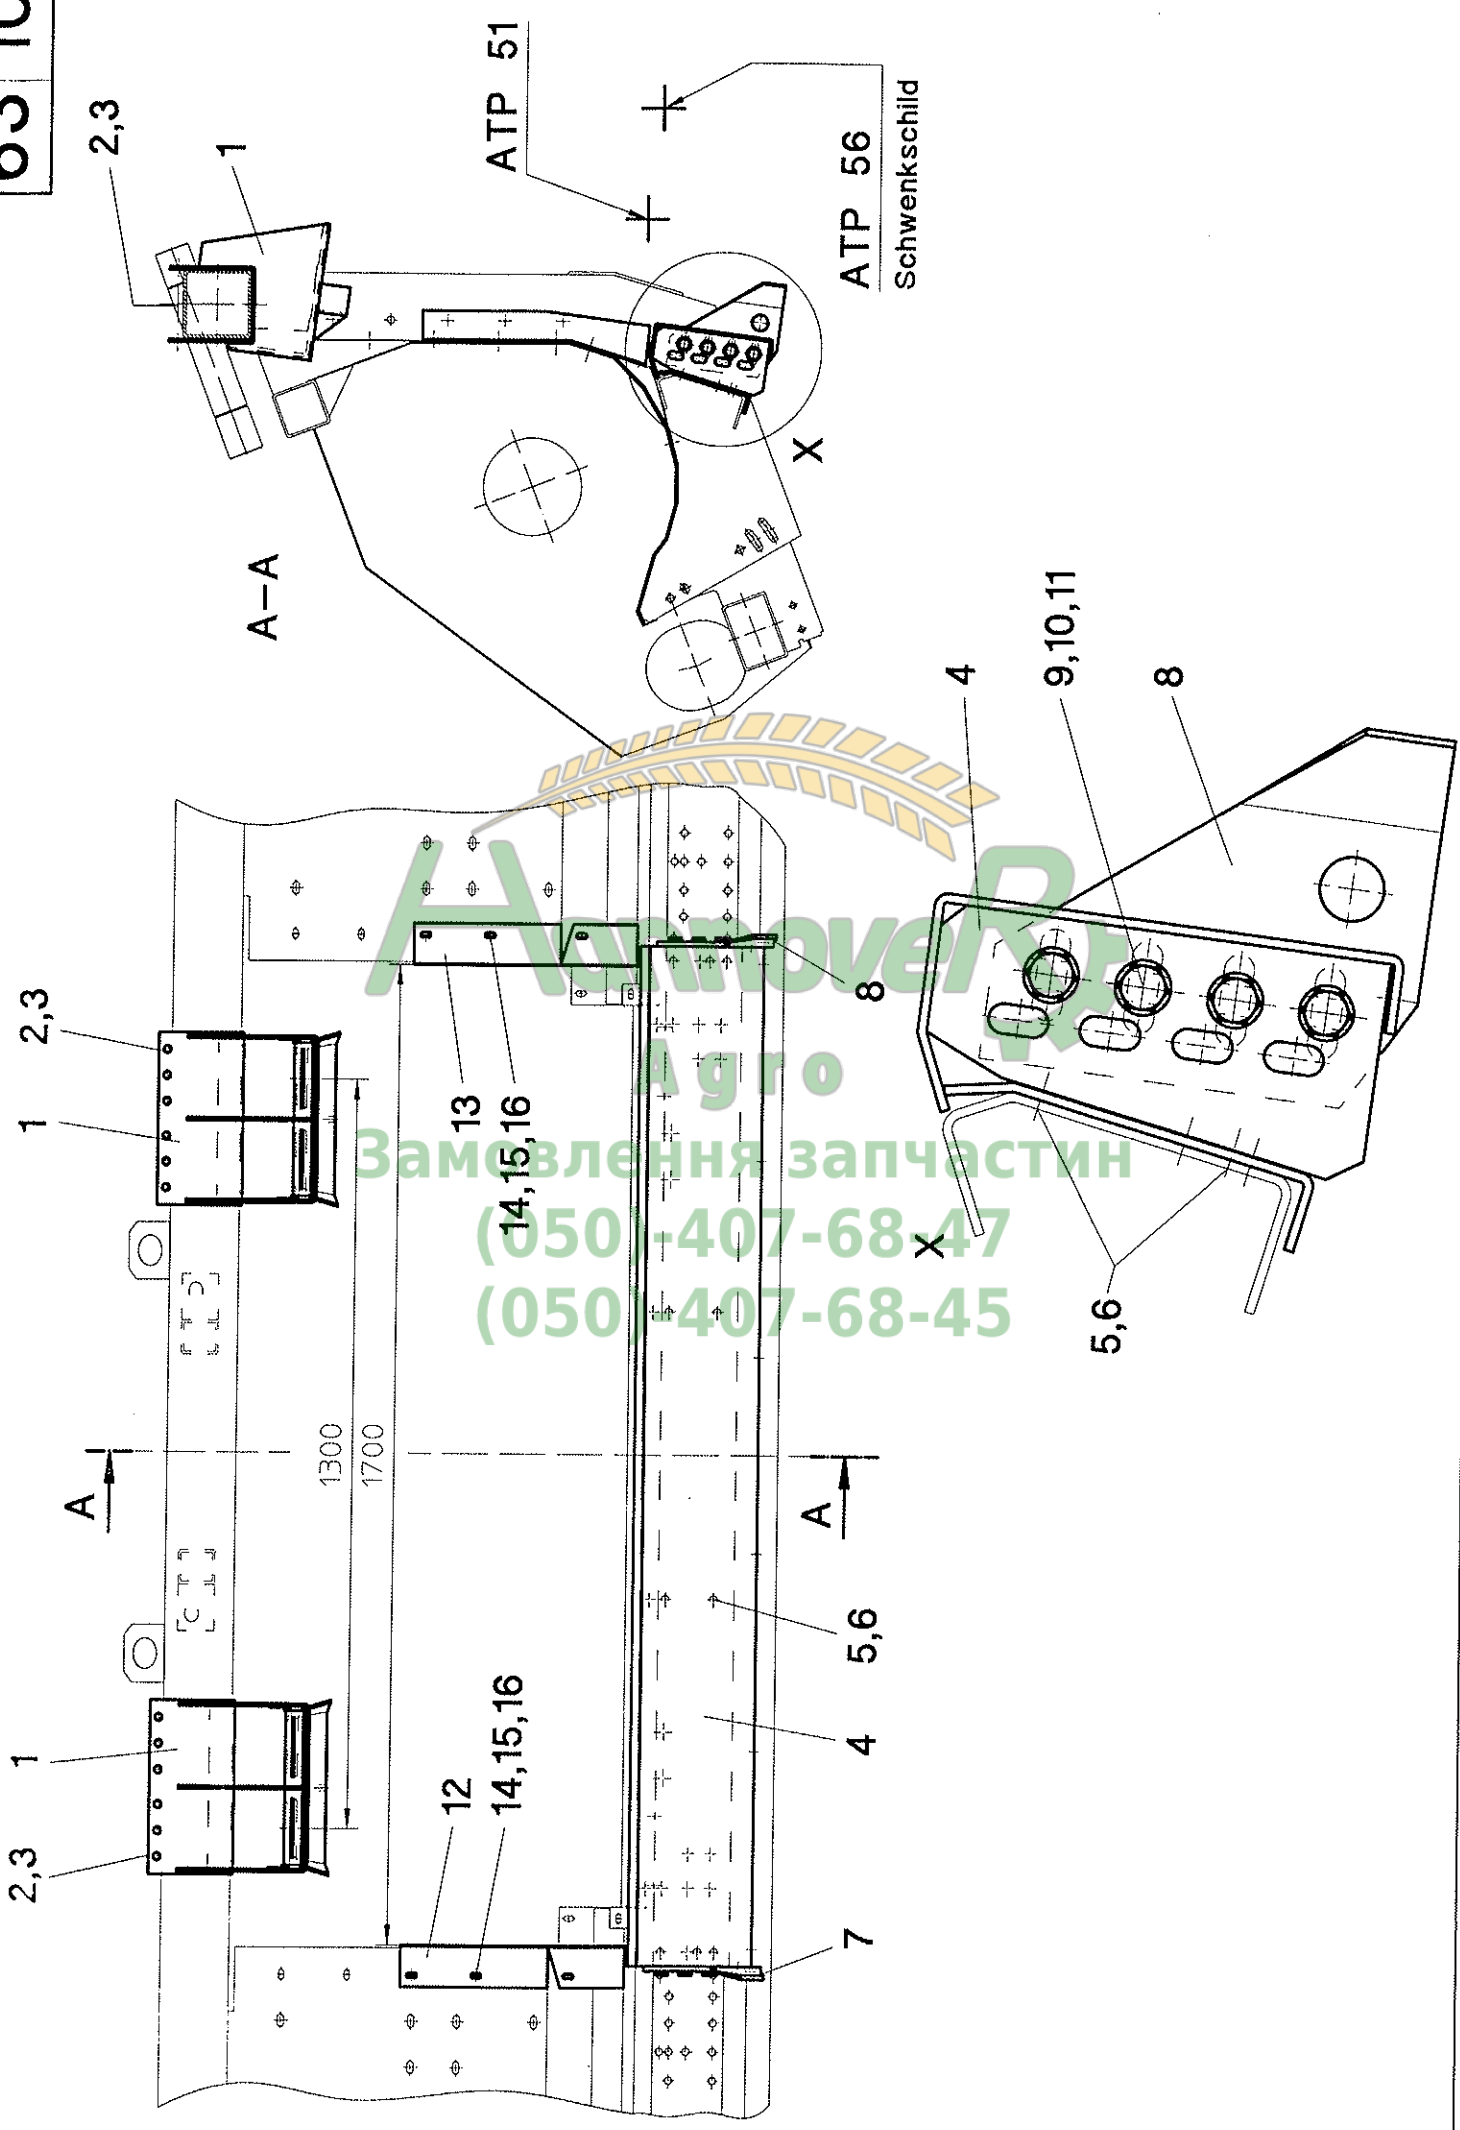 2,3
1
ATP 51
ATP 56
Schwenkschild
X
A-A
4
9,10,11
8
X
5,6
2,3
1
13
14,15,16
8
1300
1700
A
A
1
2,3
12
14,15,16
5,6
4
7
HannoveR
Agro
Замовлення запчастин
(050)-407-68-47
(050)-407-68-45